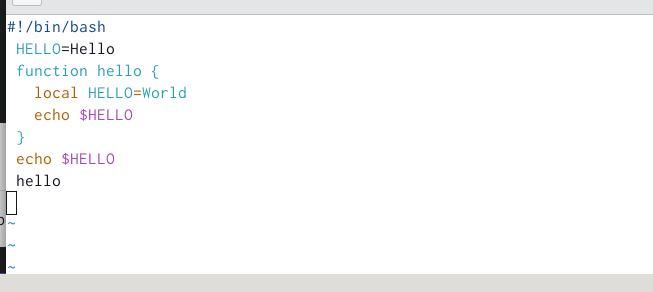 #!/bin/bash
 HELLO=Hello
 function hello {
   local HELLO=World
   echo $HELLO
 }
 echo $HELLO
 hello
~
~
~